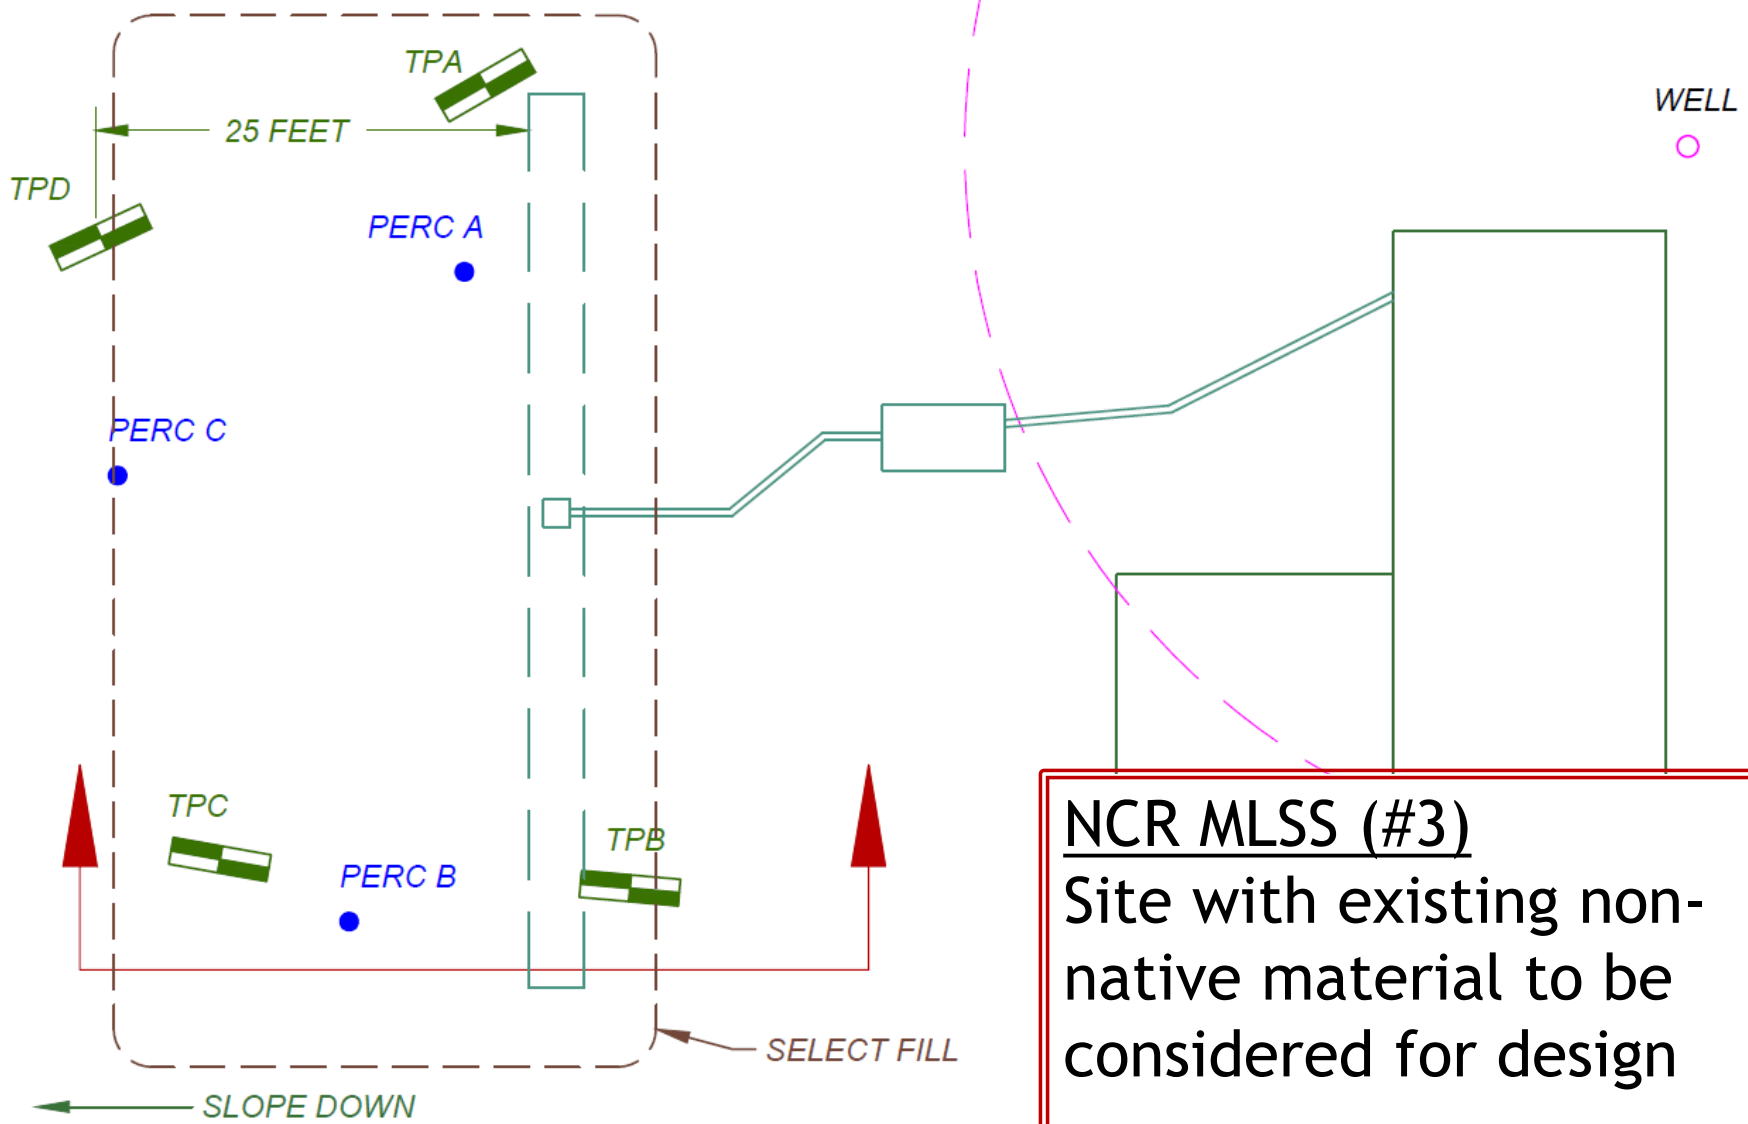 TPA
WELL
25 FEET
TPD
PERC A
PERC C
TPC
TPB
PERC B
NCR MLSS (#3)
Site with existing non-
native material to be
considered for design
SELECT FILL
SLOPE DOWN